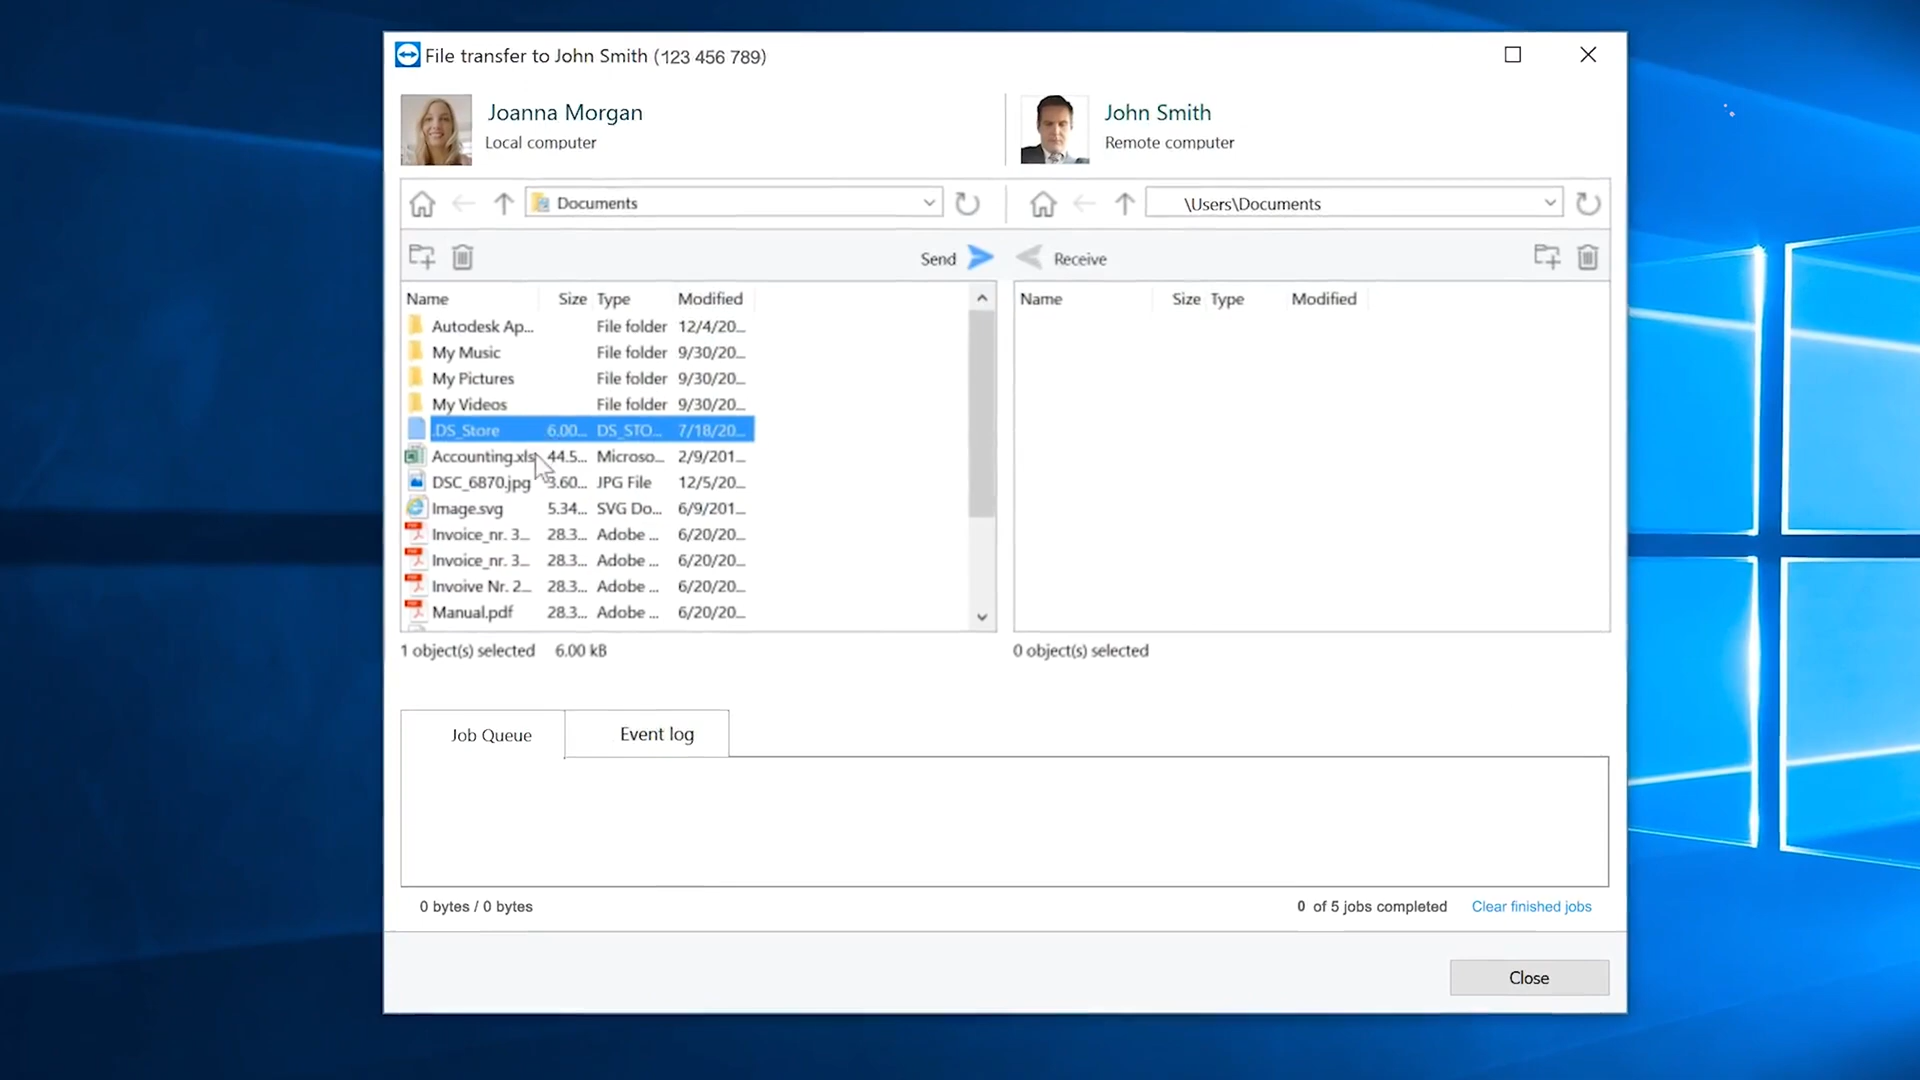 File transfer to John Smith (123 456 789)
Joanna Morgan
Local computer
John Smith
Remote computer
Documents
\Users\Documents
Send
Receive
Name Size Type Modified
Autodesk Ap... File folder 12/4/20...
My Music File folder 9/30/20...
My Pictures File folder 9/30/20...
My Videos File folder 9/30/20...
.DS_Store 6.00... DS_STO... 7/18/20...
Accounting.xls 44.5... Microso... 2/9/201...
DSC_6870.jpg 3.60... JPG File 12/5/20...
Image.svg 5.34... SVG Do... 6/9/201...
Invoice_nr. 3... 28.3... Adobe ... 6/20/20...
Invoice_nr. 3... 28.3... Adobe ... 6/20/20...
Invoive Nr. 2... 28.3... Adobe ... 6/20/20...
Manual.pdf 28.3... Adobe ... 6/20/20...
1 object(s) selected 6.00 kB
Name Size Type Modified
0 object(s) selected
Job Queue
Event log
0 bytes / 0 bytes
0 of 5 jobs completed
Clear finished jobs
Close